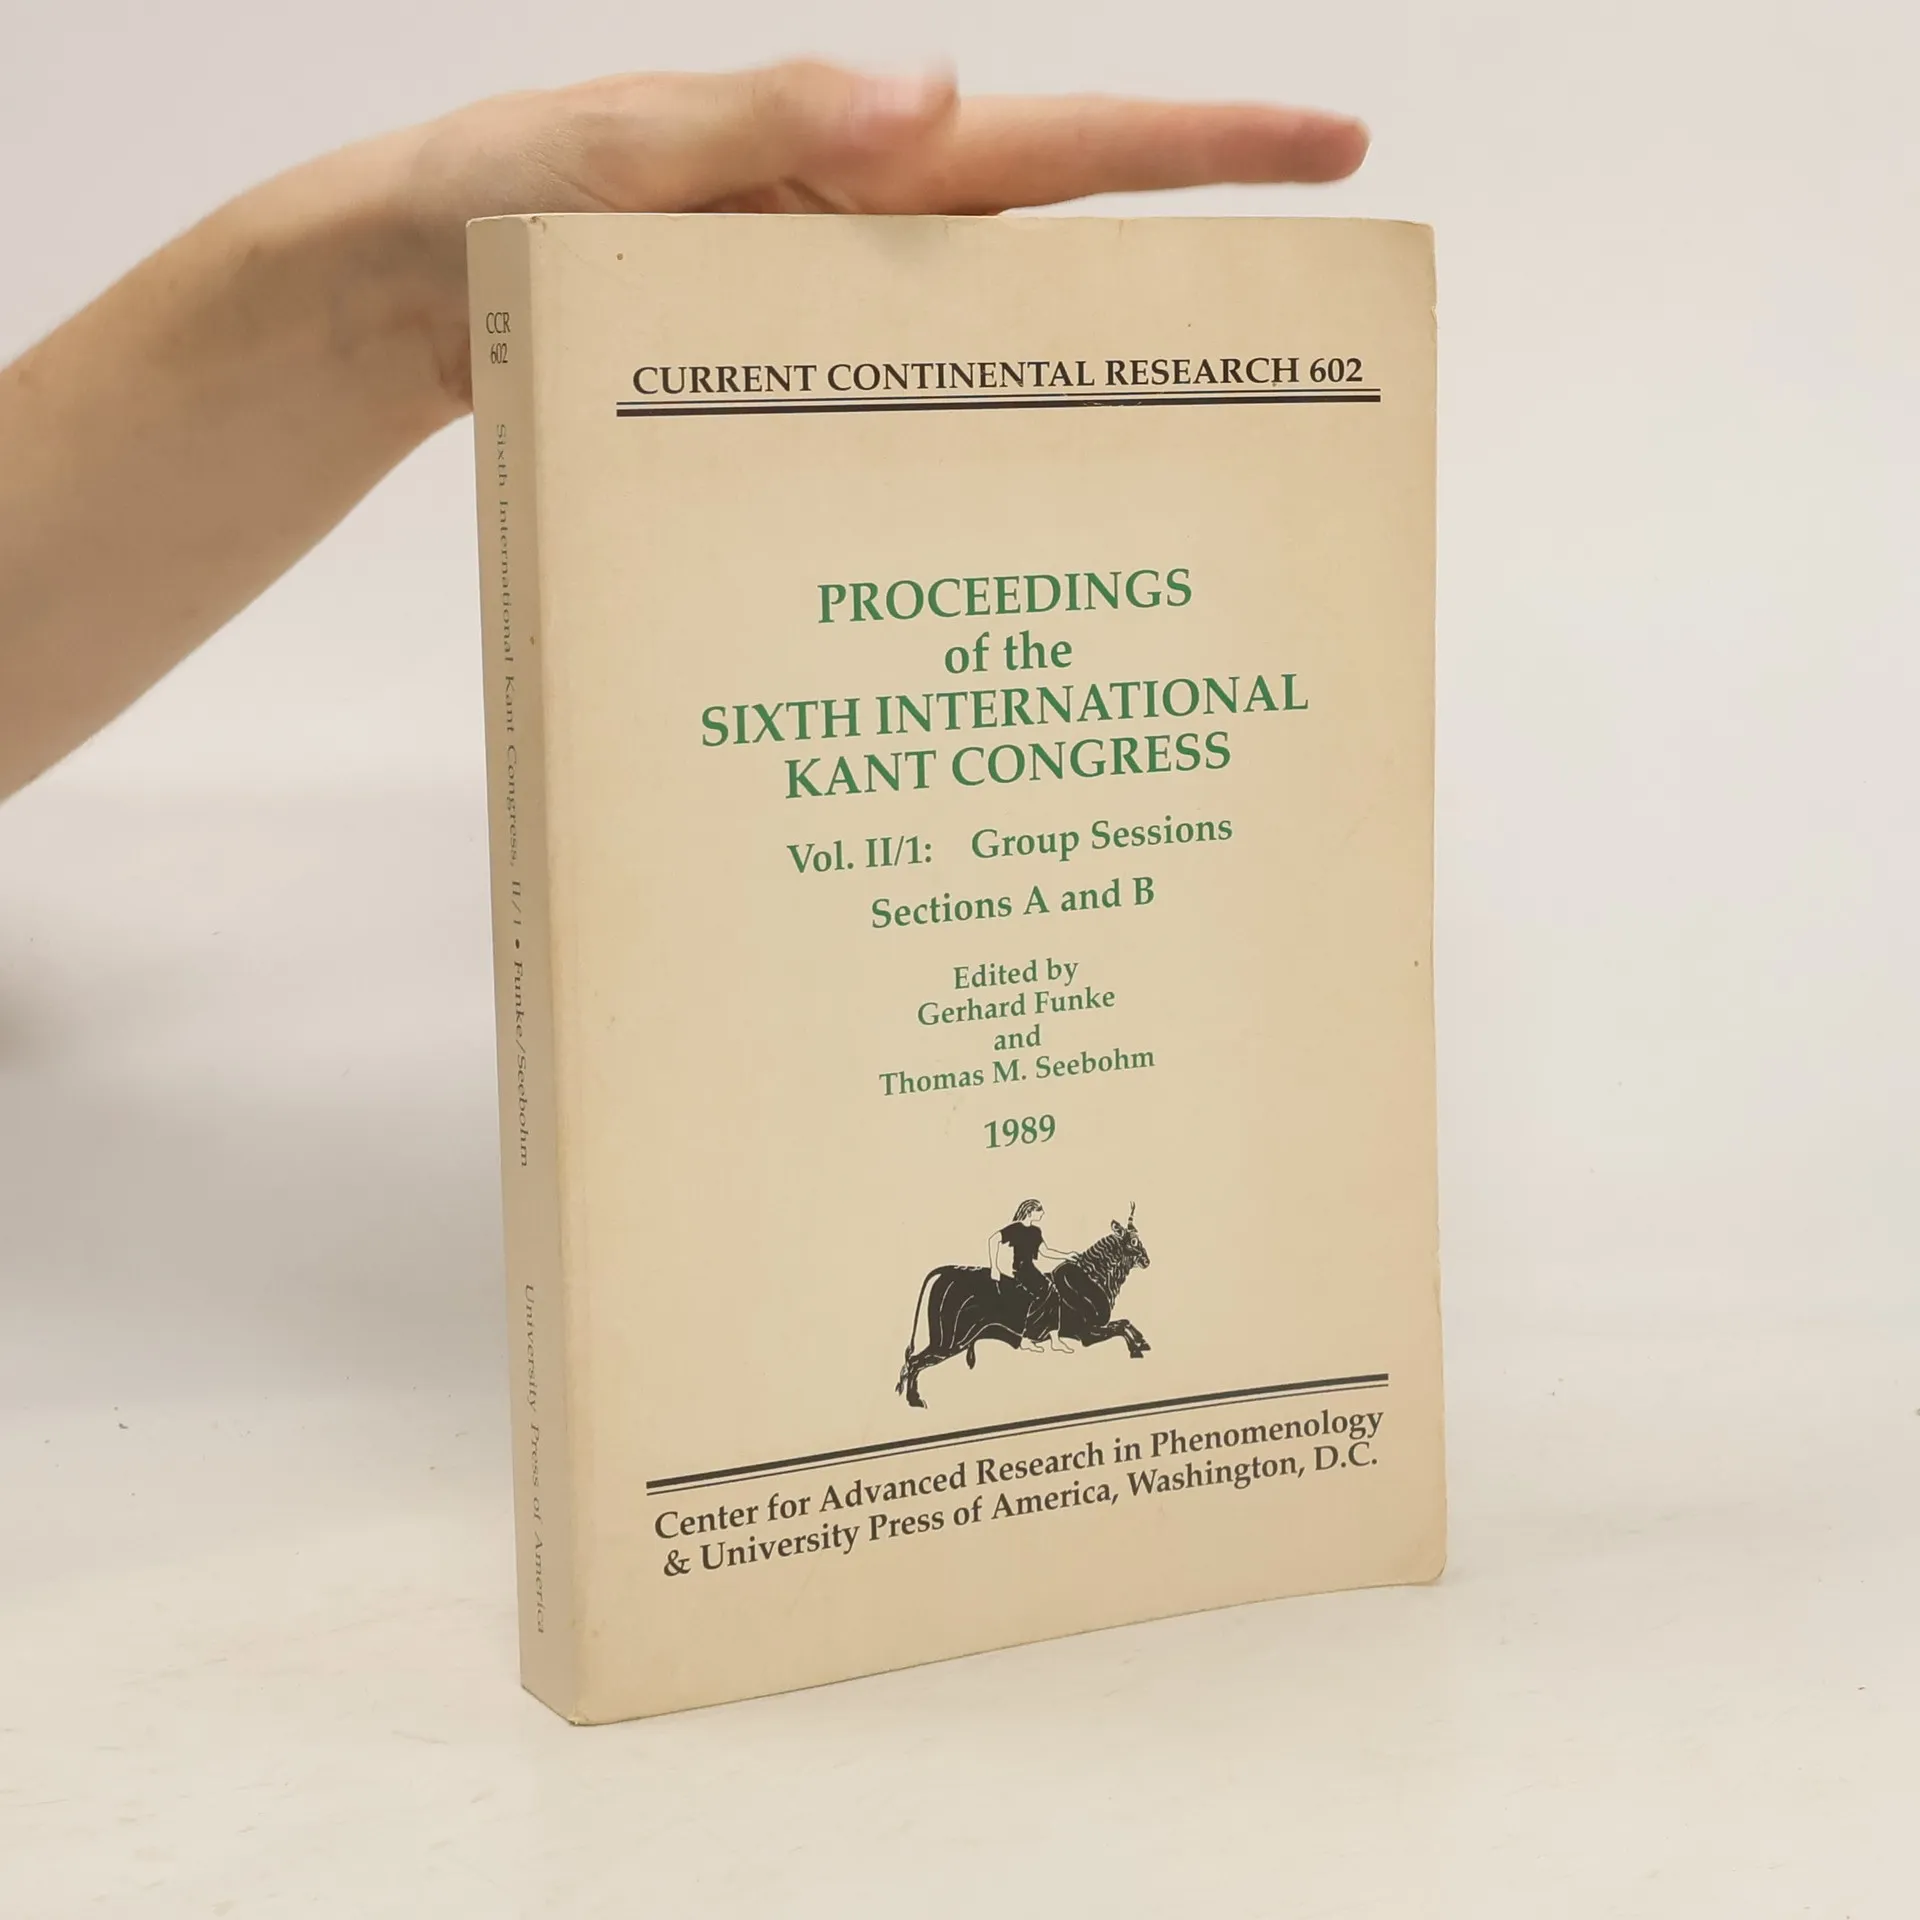 CCR
602
Sixth International Kant Congress, II/1 • Funke/Seebohm
University Press of America
CURRENT CONTINENTAL RESEARCH 602
PROCEEDINGS
of the
SIXTH INTERNATIONAL
KANT CONGRESS
Vol. II/1: Group Sessions
Sections A and B
Edited by
Gerhard Funke
and
Thomas M. Seebohm
1989
Center for Advanced Research in Phenomenology
& University Press of America, Washington, D.C.